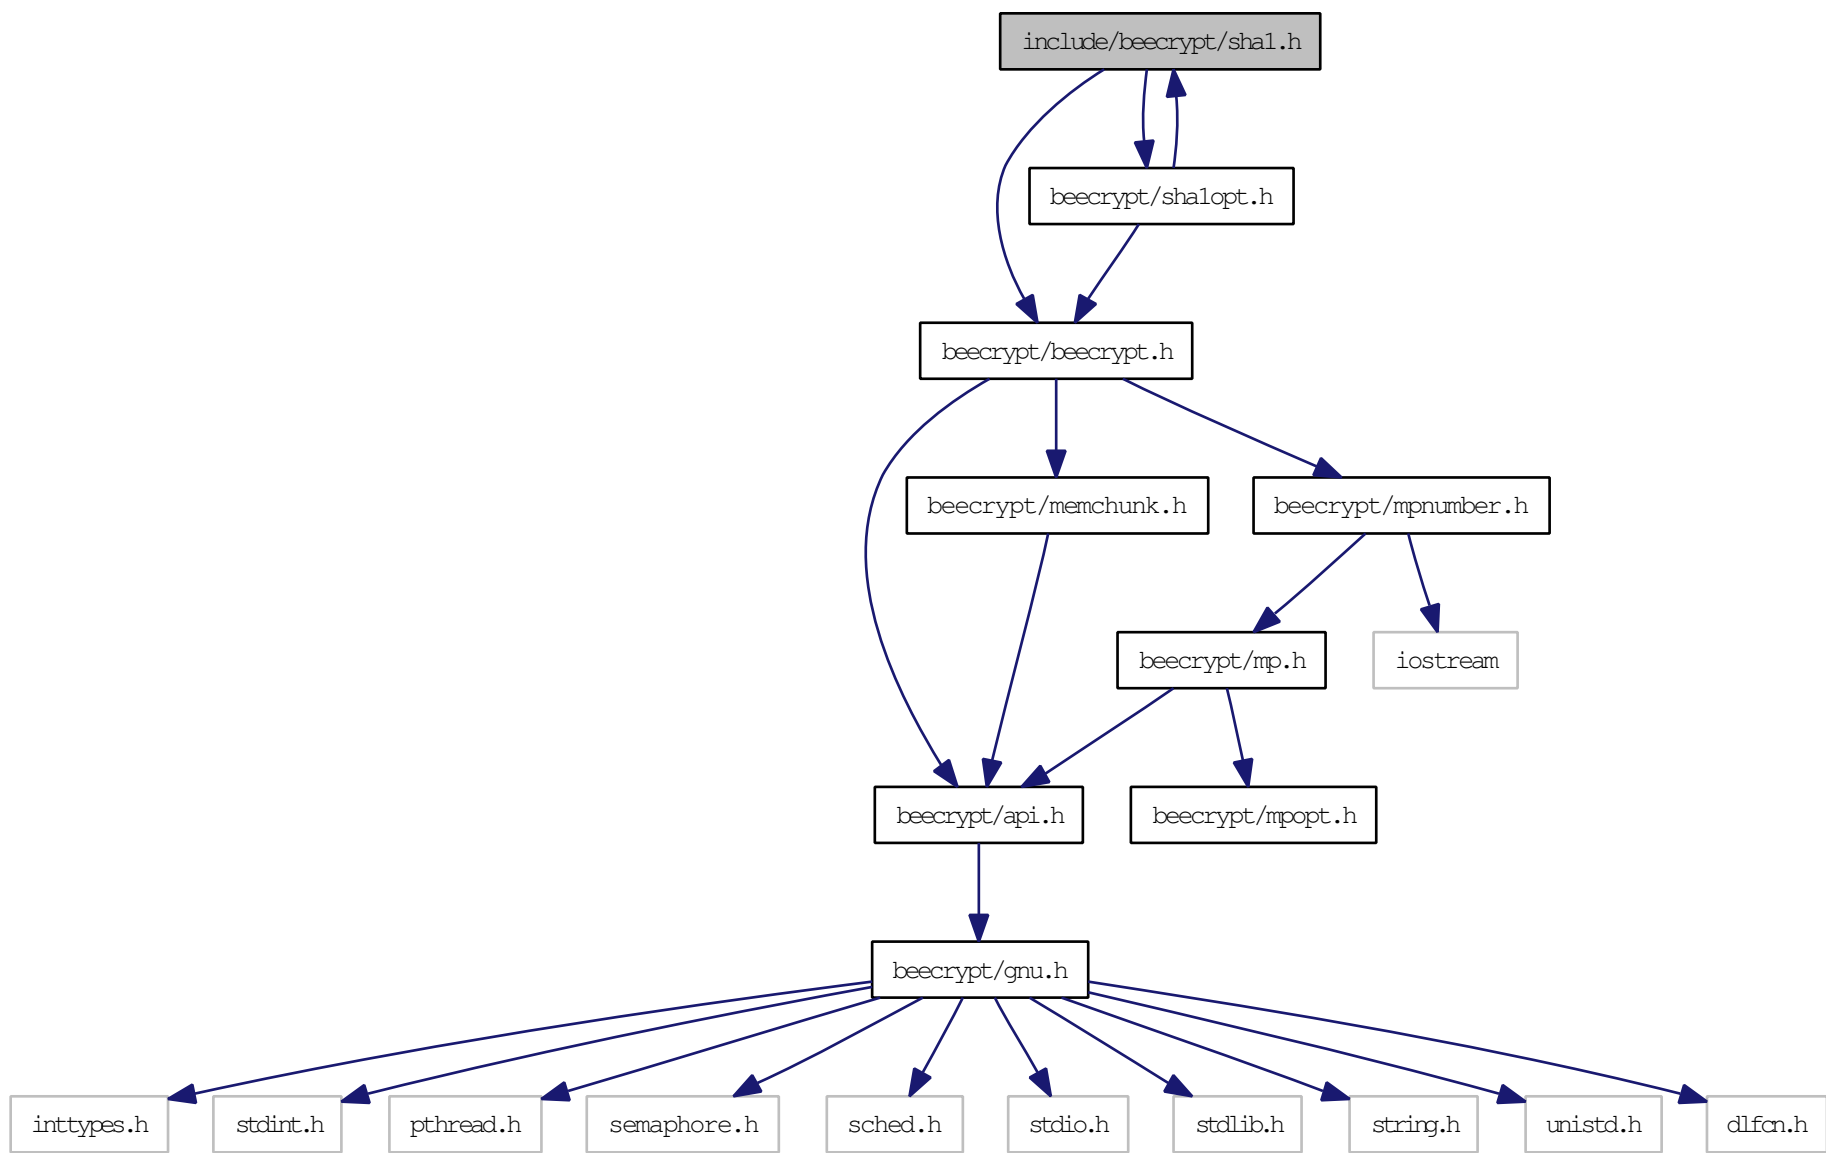 include/beecrypt/sha1.h
beecrypt/sha1opt.h
beecrypt/beecrypt.h
beecrypt/memchunk.h
beecrypt/mpnumber.h
beecrypt/mp.h
iostream
beecrypt/api.h
beecrypt/mpopt.h
beecrypt/gnu.h
inttypes.h
stdint.h
pthread.h
semaphore.h
sched.h
stdio.h
stdlib.h
string.h
unistd.h
dlfcn.h